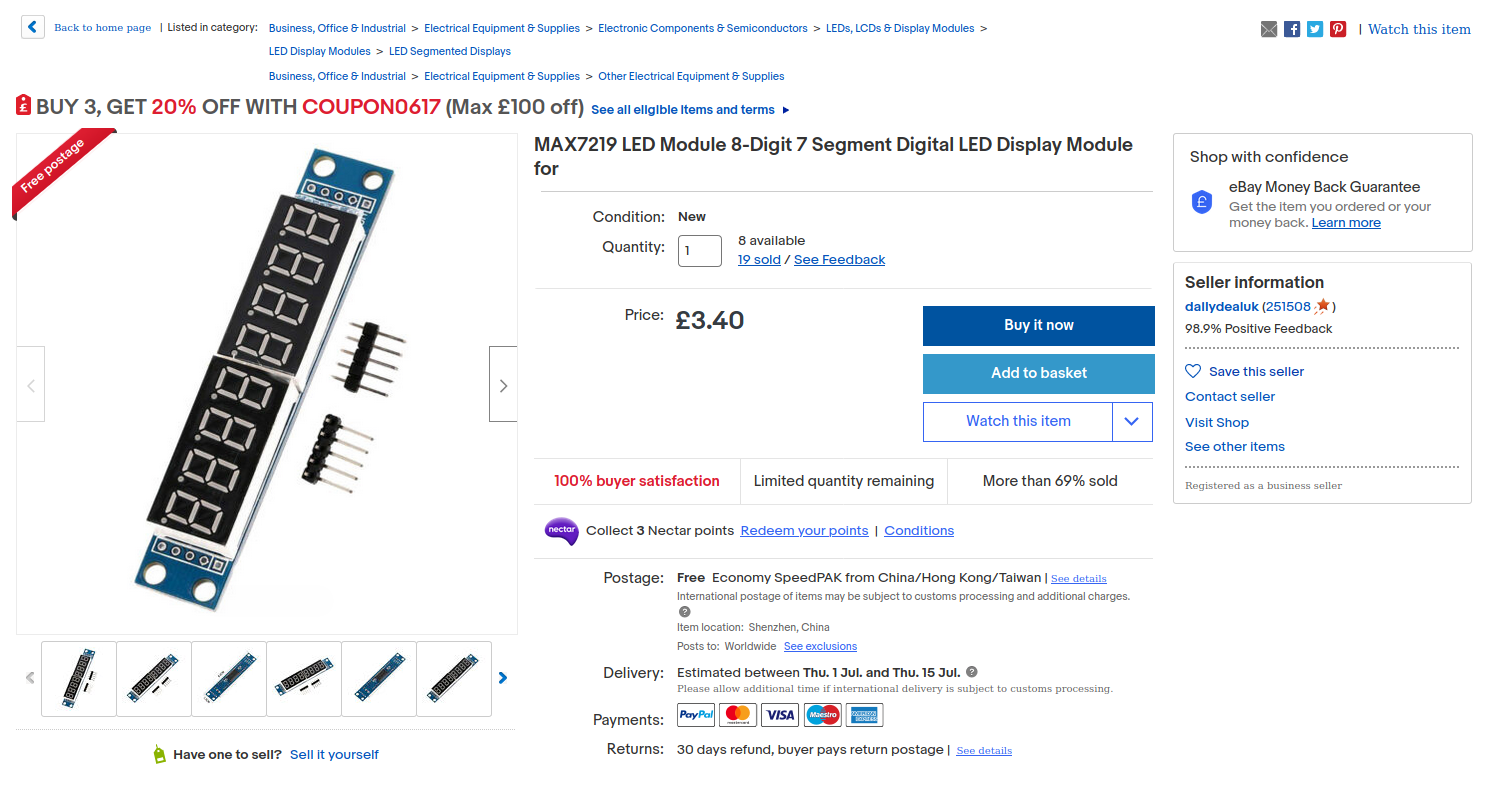 Back to home page | Listed in category: Business, Office & Industrial > Electrical Equipment & Supplies > Electronic Components & Semiconductors > LEDs, LCDs & Display Modules >
LED Display Modules > LED Segmented Displays
Business, Office & Industrial > Electrical Equipment & Supplies > Other Electrical Equipment & Supplies
| Watch this item
BUY 3, GET 20% OFF WITH COUPON0617 (Max £100 off) See all eligible items and terms
Free postage
MAX7219 LED Module 8-Digit 7 Segment Digital LED Display Module
for
Condition: New
Quantity: 1
8 available
19 sold / See Feedback
Price: £3.40
Buy it now
Add to basket
Watch this item
100% buyer satisfaction
Limited quantity remaining
More than 69% sold
nectar
Collect 3 Nectar points Redeem your points | Conditions
Postage: Free Economy SpeedPAK from China/Hong Kong/Taiwan | See details
International postage of items may be subject to customs processing and additional charges.
?
Item location: Shenzhen, China
Posts to: Worldwide See exclusions
Delivery: Estimated between Thu. 1 Jul. and Thu. 15 Jul. ?
Please allow additional time if international delivery is subject to customs processing.
Payments: PayPal mastercard VISA Maestro AMERICAN EXPRESS
Returns: 30 days refund, buyer pays return postage | See details
Have one to sell? Sell it yourself
Shop with confidence
eBay Money Back Guarantee
Get the item you ordered or your
money back. Learn more
Seller information
dailydealuk (251508 )
98.9% Positive Feedback
Save this seller
Contact seller
Visit Shop
See other items
Registered as a business seller